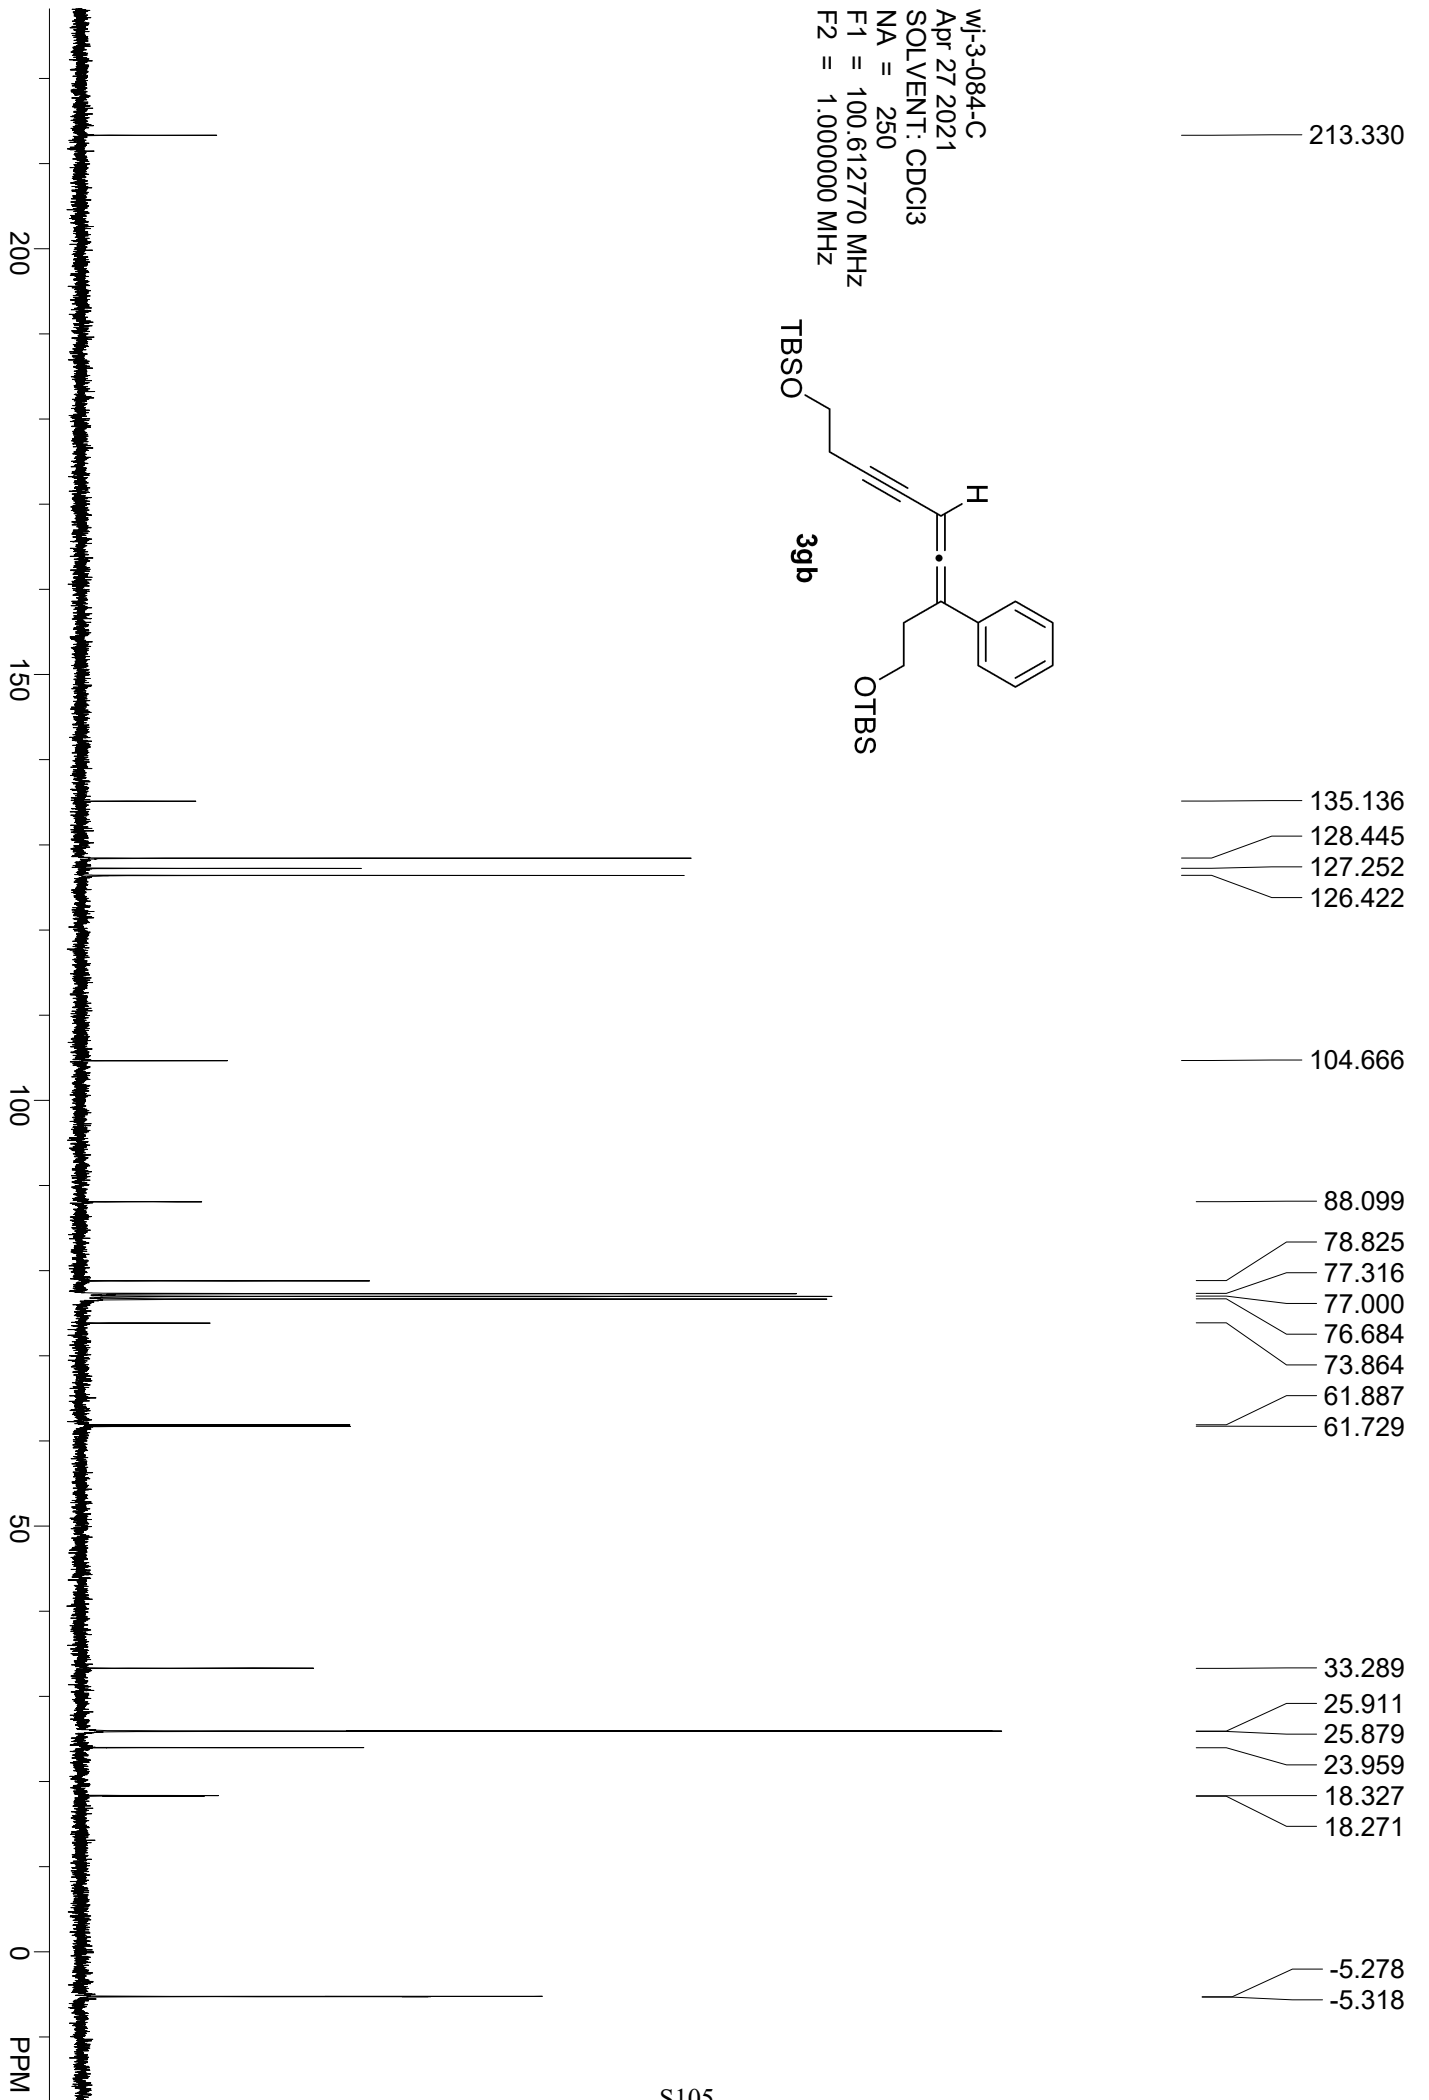 wj-3-084-C
Apr 27 2021
SOLVENT: CDCl3
NA = 250
F1 = 100.612770 MHz
F2 = 1.000000 MHz
213.330
135.136
128.445
127.252
126.422
104.666
88.099
78.825
77.316
77.000
76.684
73.864
61.887
61.729
33.289
25.911
25.879
23.959
18.327
18.271
-5.278
-5.318
H
TBSO
OTBS
3gb
200
150
100
50
0
PPM
S105